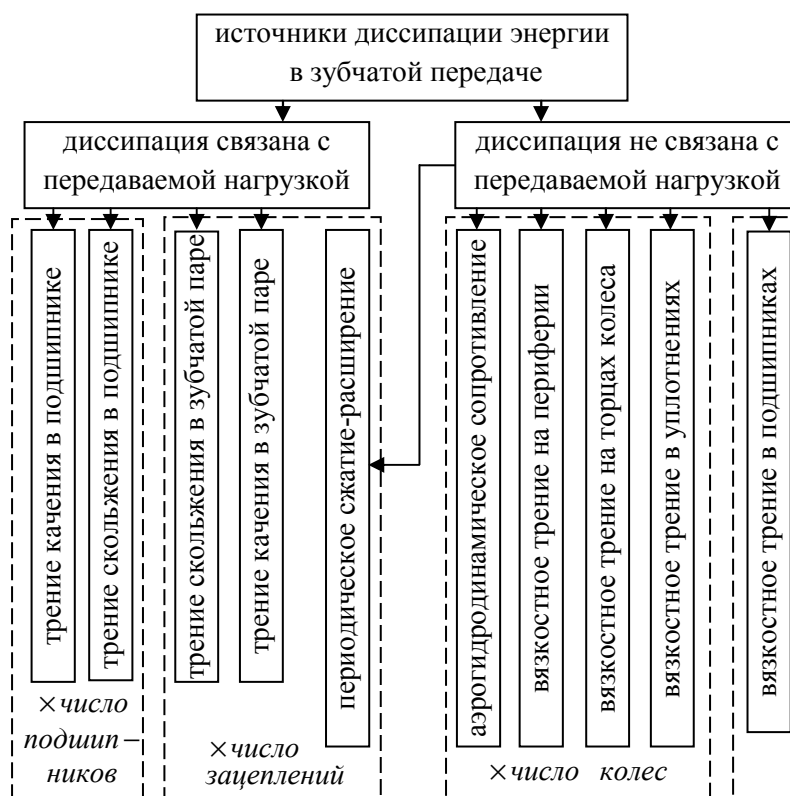 источники диссипации энергии
в зубчатой передаче
диссипация связана с
передаваемой нагрузкой
диссипация не связана с
передаваемой нагрузкой
трение качения в подшипнике
трение скольжения в подшипнике
трение скольжения в зубчатой паре
трение качения в зубчатой паре
периодическое сжатие-расширение
аэрогидродинамическое сопротивление
вязкостное трение на периферии
вязкостное трение на торцах колеса
вязкостное трение в уплотнениях
вязкостное трение в подшипниках
×число
подшип–
ников
×число
зацеплений
×число колес